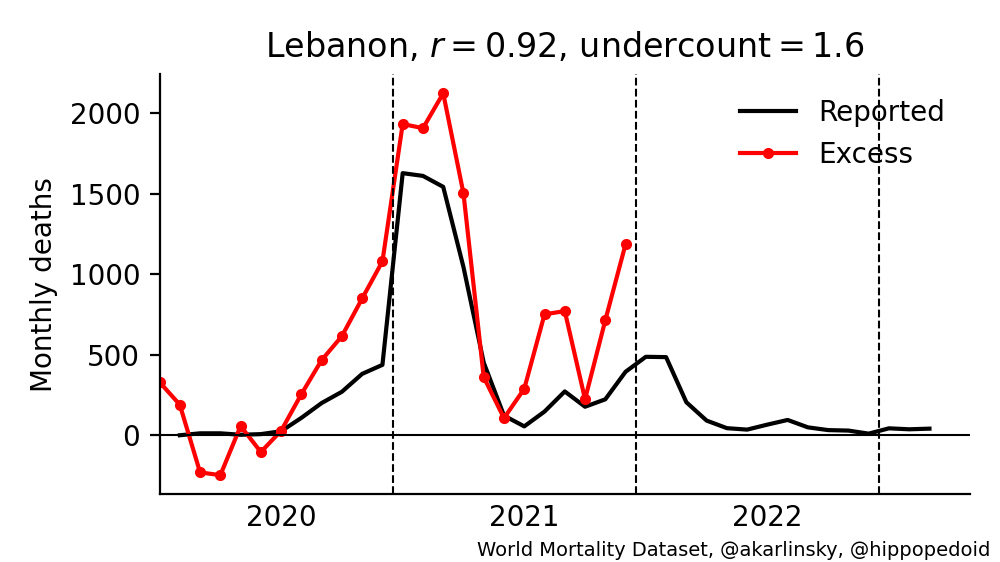 Lebanon, r = 0.92, undercount = 1.6
Monthly deaths
2000
1500
1000
500
0
Reported
Excess
2020 2021 2022
World Mortality Dataset, @akarlinsky, @hippopedoid